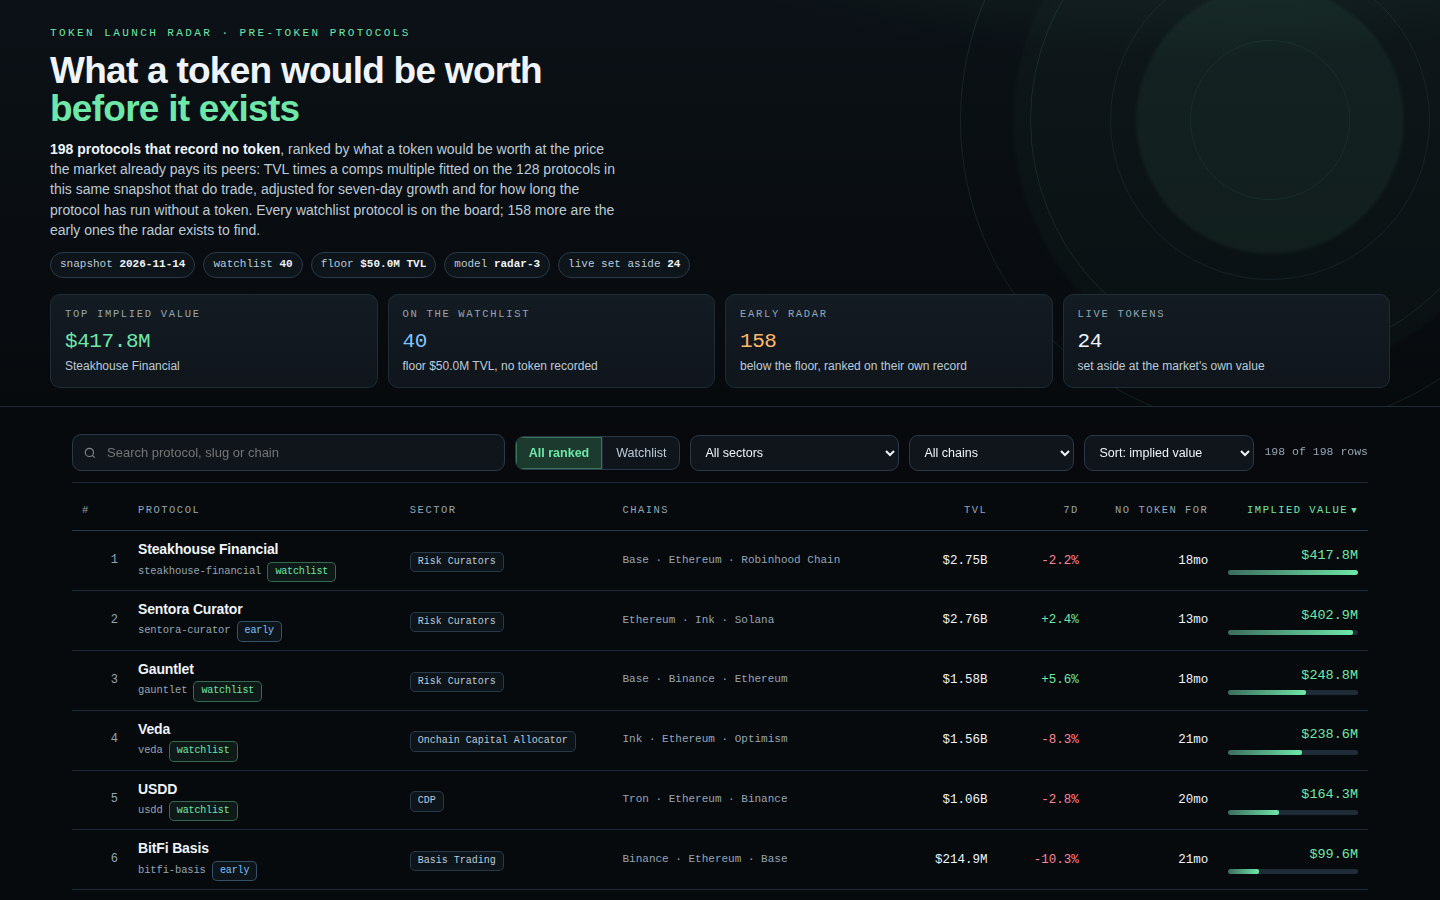 TOKEN LAUNCH RADAR · PRE-TOKEN PROTOCOLS
What a token would be worth
before it exists
198 protocols that record no token, ranked by what a token would be worth at the price
the market already pays its peers: TVL times a comps multiple fitted on the 128 protocols in
this same snapshot that do trade, adjusted for seven-day growth and for how long the
protocol has run without a token. Every watchlist protocol is on the board; 158 more are the
early ones the radar exists to find.
snapshot 2026-11-14 watchlist 40 floor $50.0M TVL model radar-3 live set aside 24
TOP IMPLIED VALUE
$417.8M
Steakhouse Financial
ON THE WATCHLIST
40
floor $50.0M TVL, no token recorded
EARLY RADAR
158
below the floor, ranked on their own record
LIVE TOKENS
24
set aside at the market's own value
Search protocol, slug or chain All ranked Watchlist All sectors All chains Sort: implied value 198 of 198 rows
# PROTOCOL SECTOR CHAINS TVL 7D NO TOKEN FOR IMPLIED VALUE ▼
1 Steakhouse Financial Risk Curators Base · Ethereum · Robinhood Chain $2.75B -2.2% 18mo $417.8M
steakhouse-financial watchlist
2 Sentora Curator Risk Curators Ethereum · Ink · Solana $2.76B +2.4% 13mo $402.9M
sentora-curator early
3 Gauntlet Risk Curators Base · Binance · Ethereum $1.58B +5.6% 18mo $248.8M
gauntlet watchlist
4 Veda Onchain Capital Allocator Ink · Ethereum · Optimism $1.56B -8.3% 21mo $238.6M
veda watchlist
5 USDD CDP Tron · Ethereum · Binance $1.06B -2.8% 20mo $164.3M
usdd watchlist
6 BitFi Basis Basis Trading Binance · Ethereum · Base $214.9M -10.3% 21mo $99.6M
bitfi-basis early